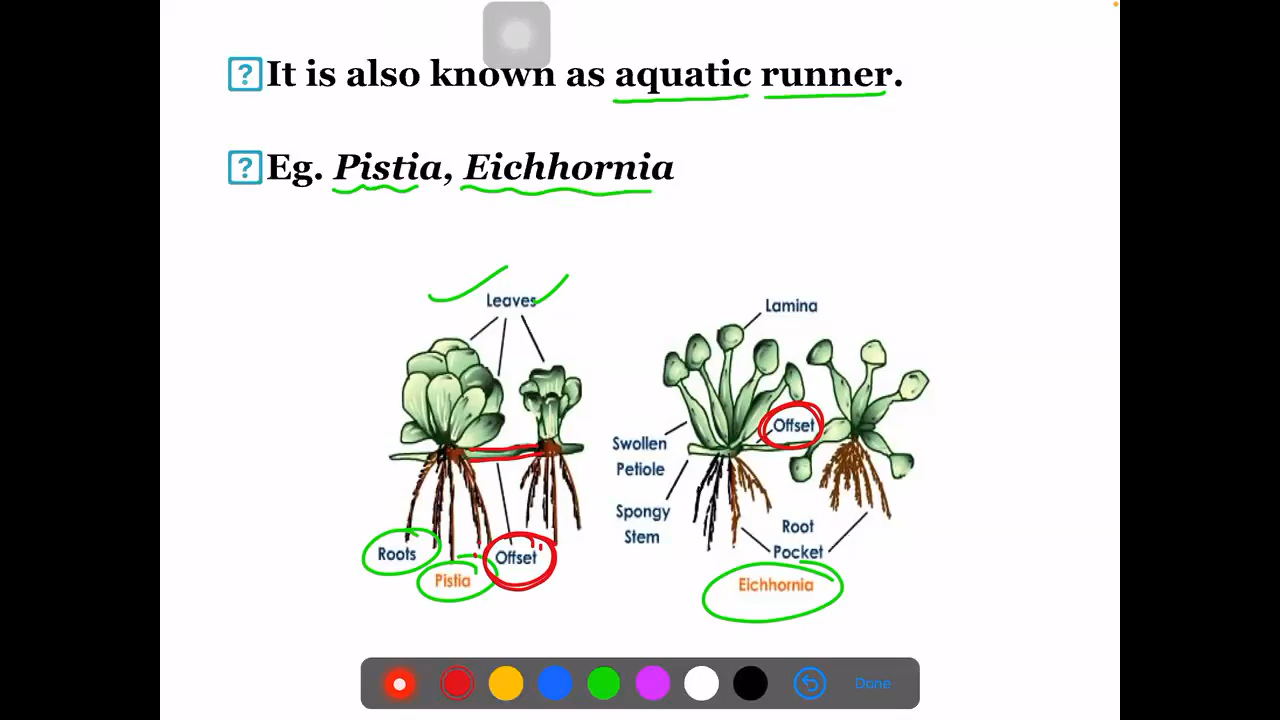 It is also known as aquatic runner.
Eg. Pistia, Eichhornia
Leaves
Lamina
Offset
Swollen
Petiole
Spongy
Stem
Root
Pocket
Roots
Offset
Pistia
Eichhornia
Done